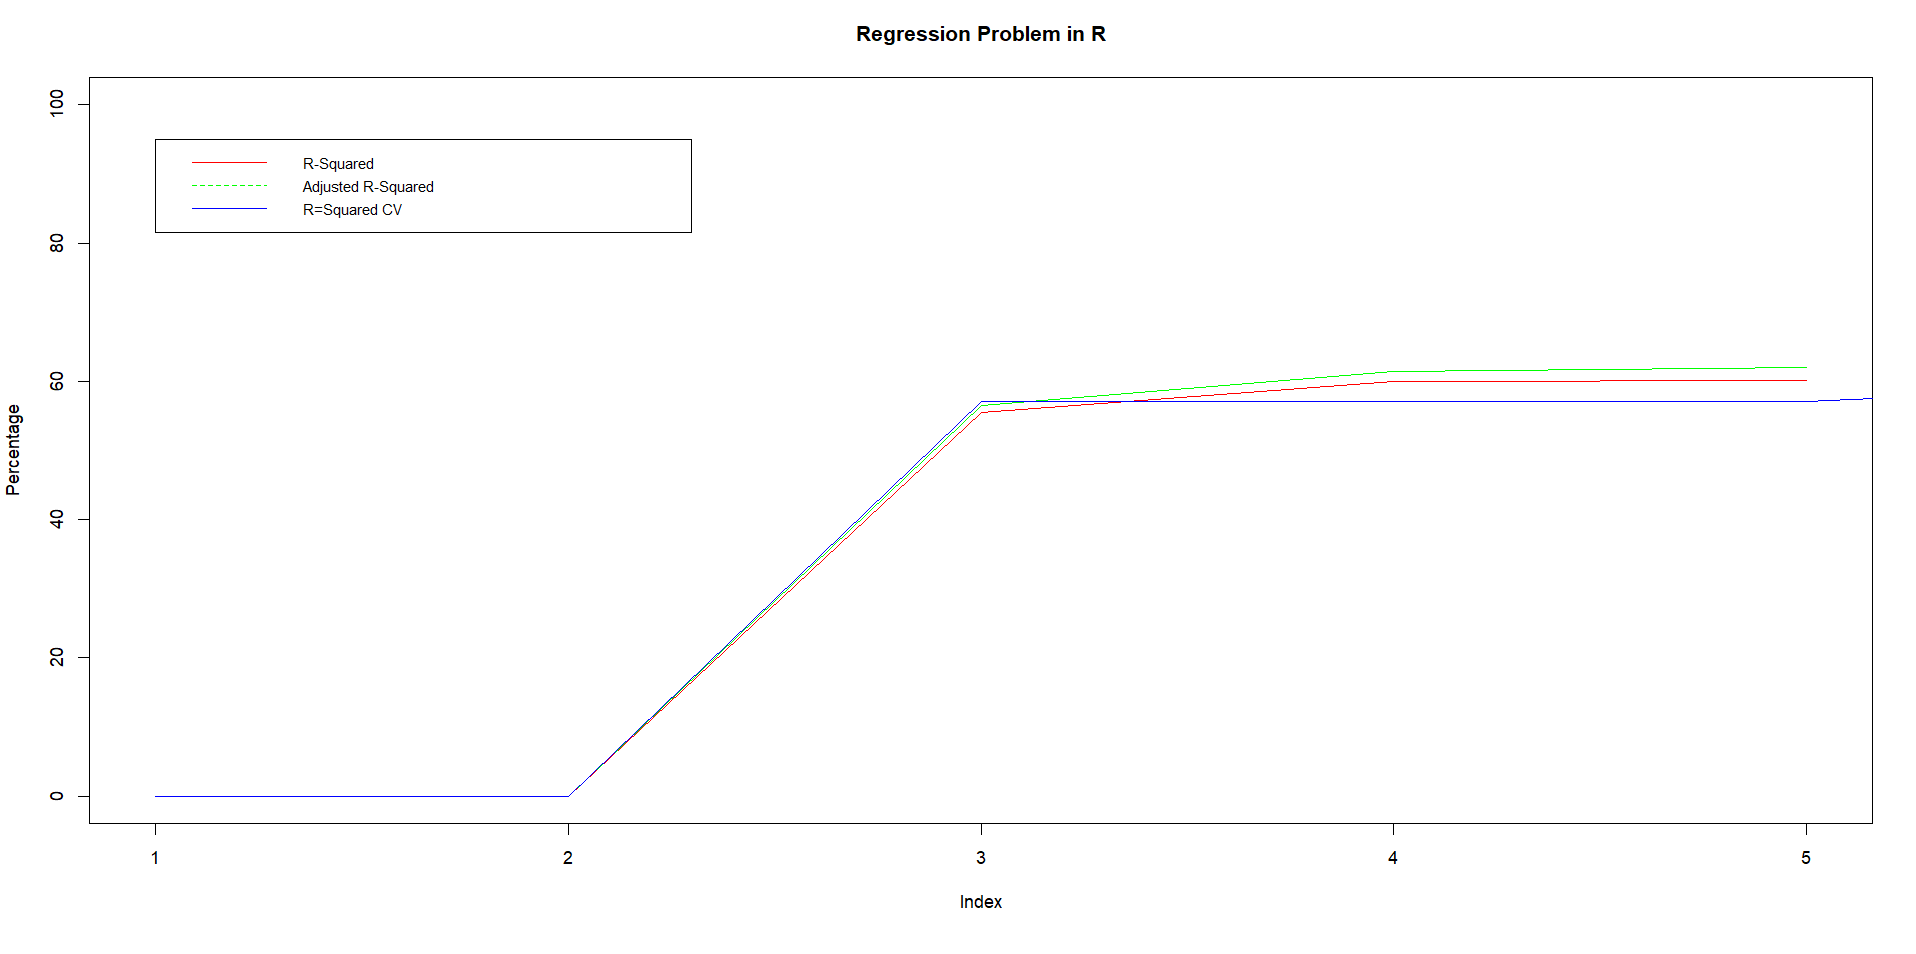 Regression Problem in R
100
80
60
40
20
0
Percentage
R-Squared
Adjusted R-Squared
R=Squared CV
1 2 3 4 5
Index